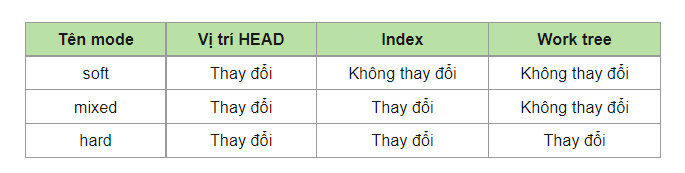 Tên mode Vị trí HEAD Index Work tree
soft Thay đổi Không thay đổi Không thay đổi
mixed Thay đổi Thay đổi Không thay đổi
hard Thay đổi Thay đổi Thay đổi